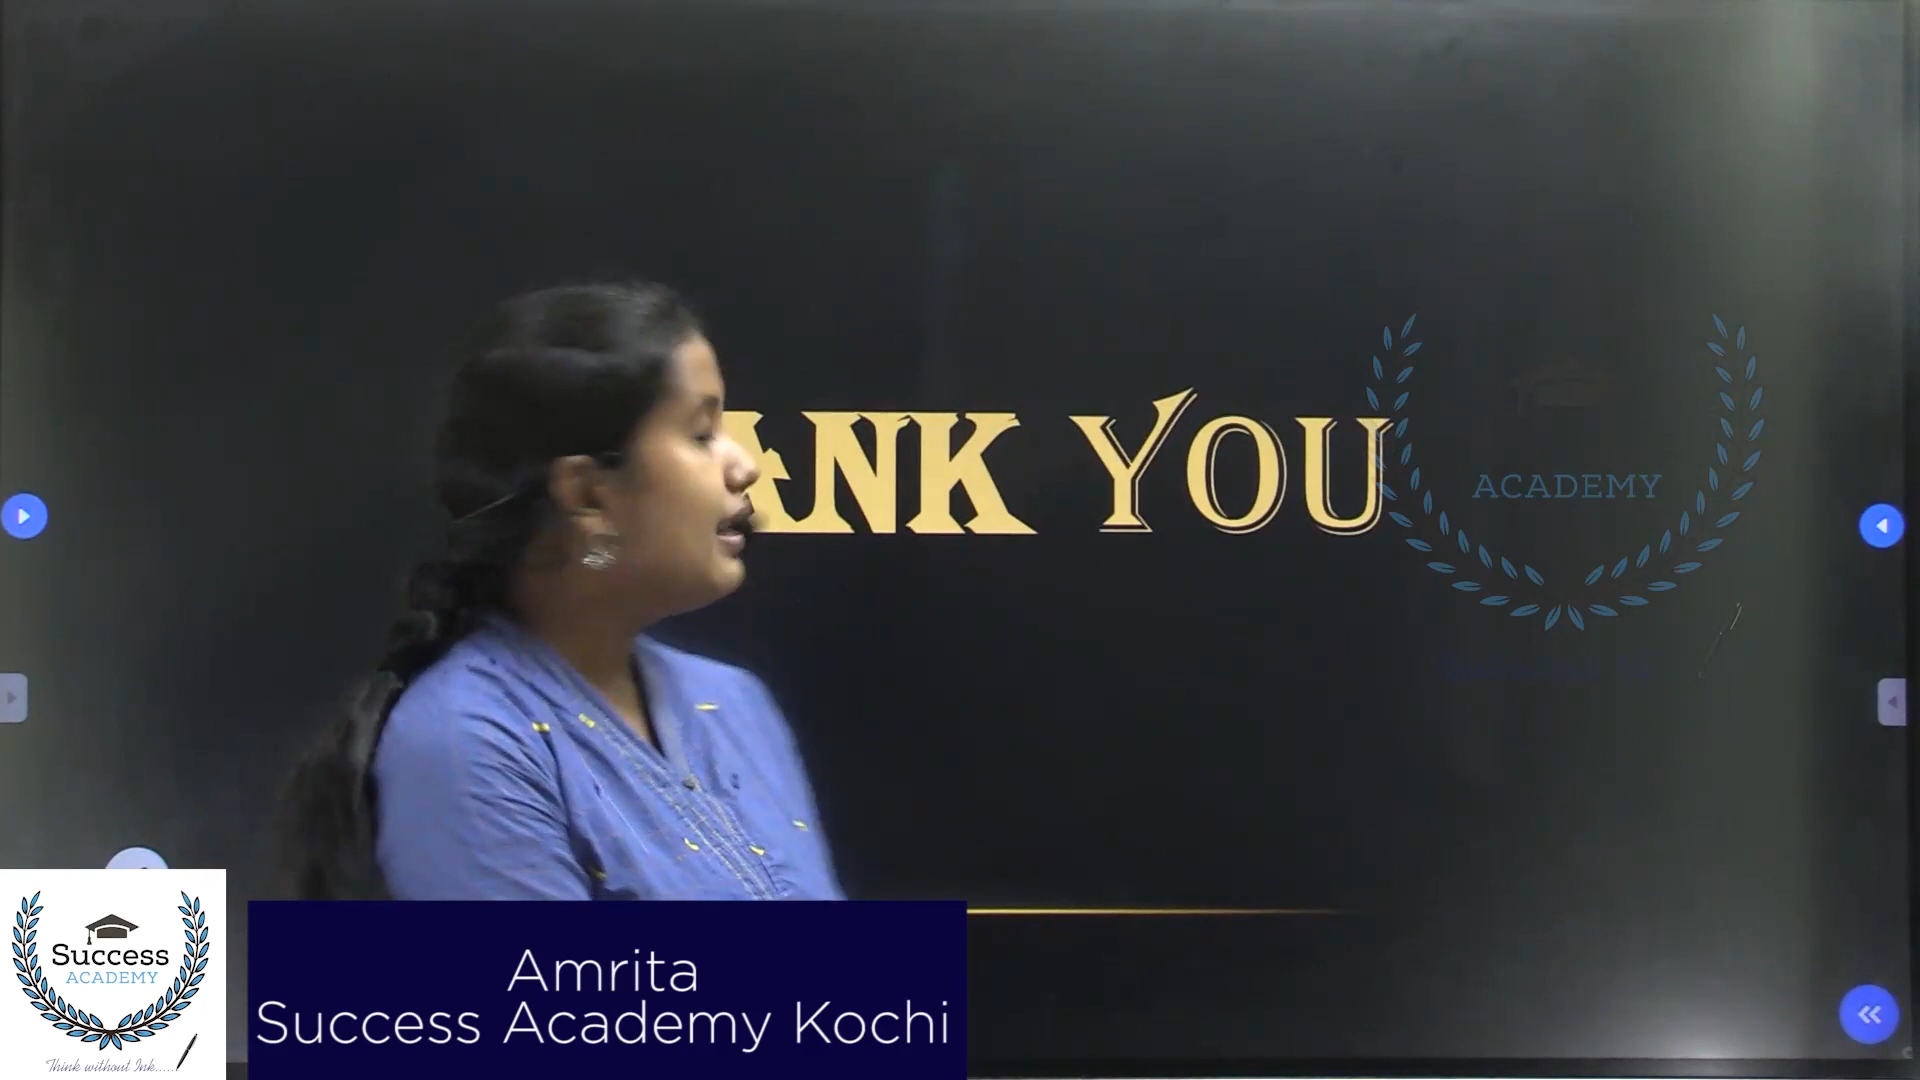 ANK YOU
ACADEMY
Success
ACADEMY
Think without Ink.....
Amrita
Success Academy Kochi